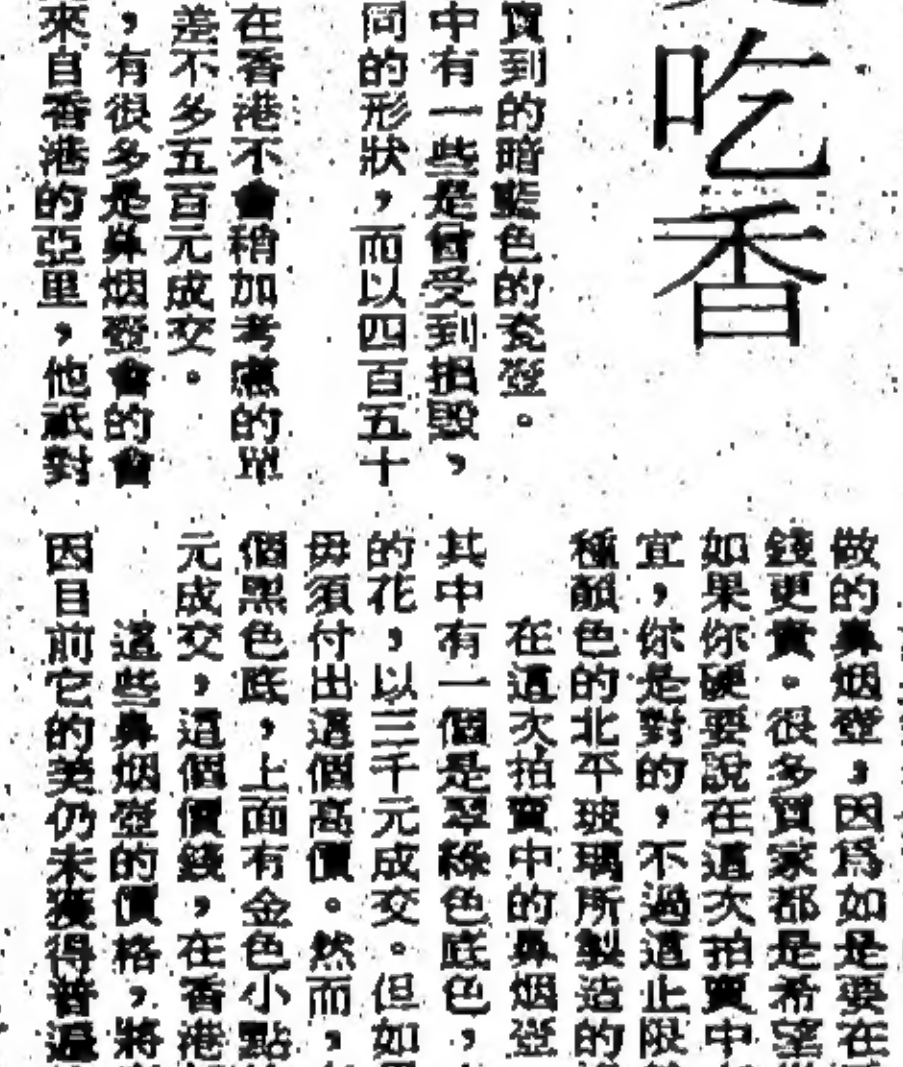 吃香
買到的暗藍色的瓷壺。
中有一些是曾受到損毀，
同的形狀，而以四百五十
在香港不會稍加考慮的單
差不多五百元成交。
，有很多是鼻烟壺會的會
來自香港的亞里，他祇對
做的鼻烟壺，因爲如是要在
錢更貴。很多買家都是希望
如果你硬要說在這次拍賣中
宜，你是對的，不過這止限
種顏色的北平玻璃所製造的
在這次拍賣中的鼻烟壺
其中有一個是翠綠色底色，
的花，以三千元成交。但如
毋須付出這個高價。然而，
個黑色底，上面有金色小點
元成交，這個價錢，在香港
這些鼻烟壺的價格，將
因目前它的美仍未獲得普遍